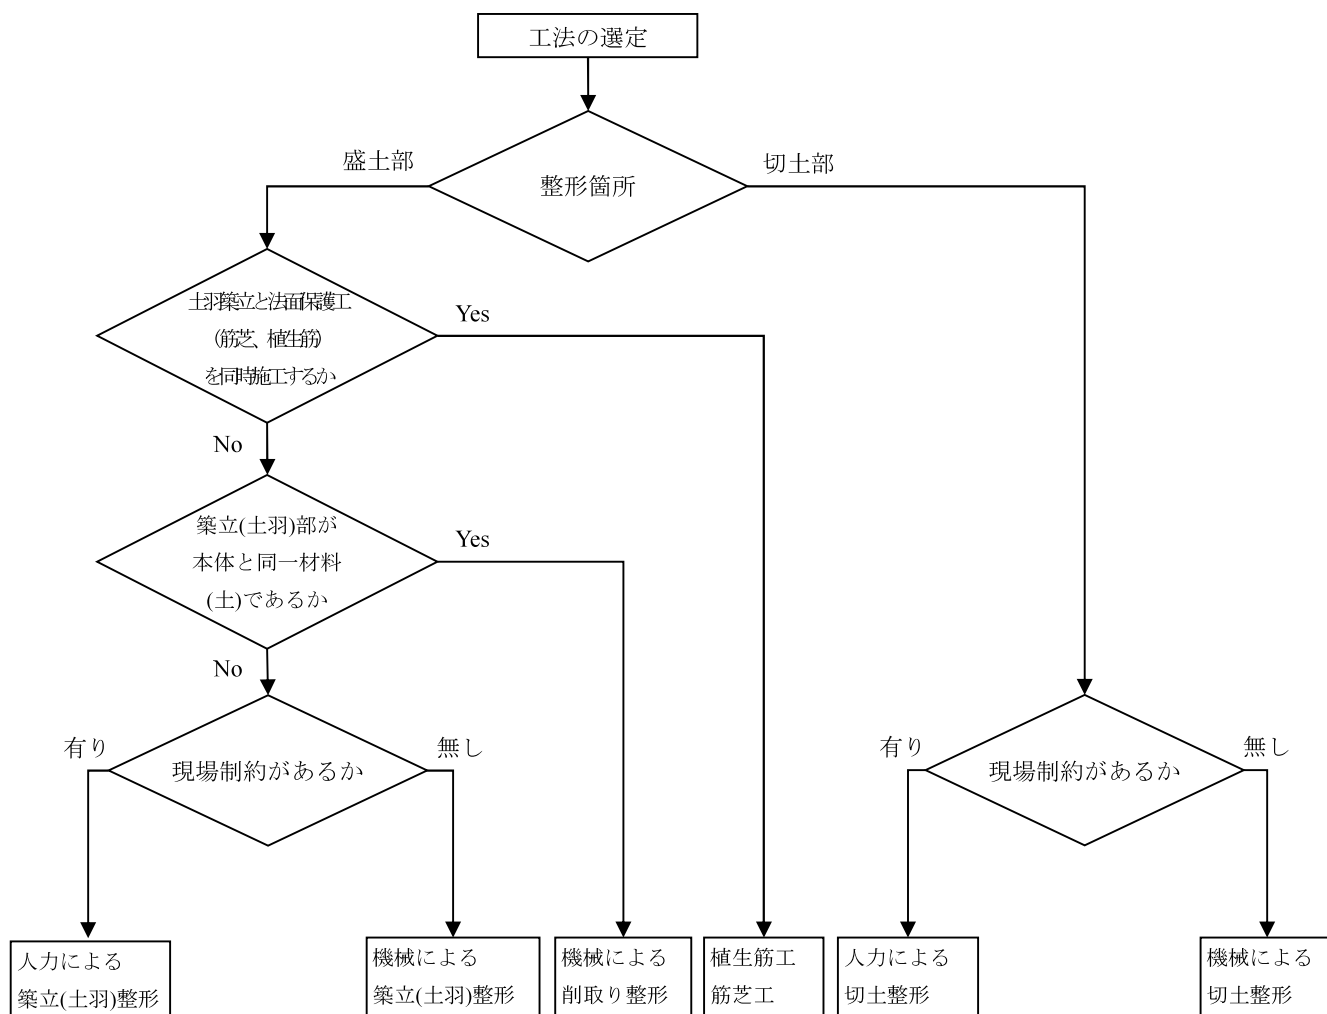 工法の選定
盛土部
切土部
整形箇所
土羽築立と法面保護工
(筋芝、植生筋)
を同時施工するか
Yes
No
築立(土羽)部が
本体と同一材料
(土)であるか
Yes
No
有り
無し
現場制約があるか
有り
無し
現場制約があるか
人力による
築立(土羽)整形
機械による
築立(土羽)整形
機械による
削取り整形
植生筋工
筋芝工
人力による
切土整形
機械による
切土整形